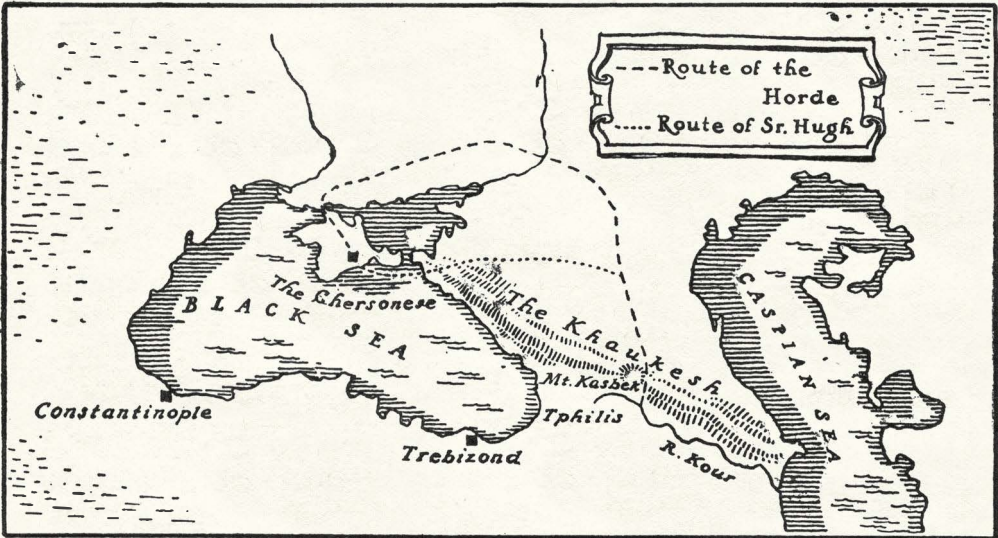 ---Route of the
Horde
.....Route of Sr. Hugh
CASPIAN SEA
The Chersonese
BLACK SEA
The Khaukesh
Mt. Kasbek
Constantinople
Tphilis
Trebizond
R. Kour